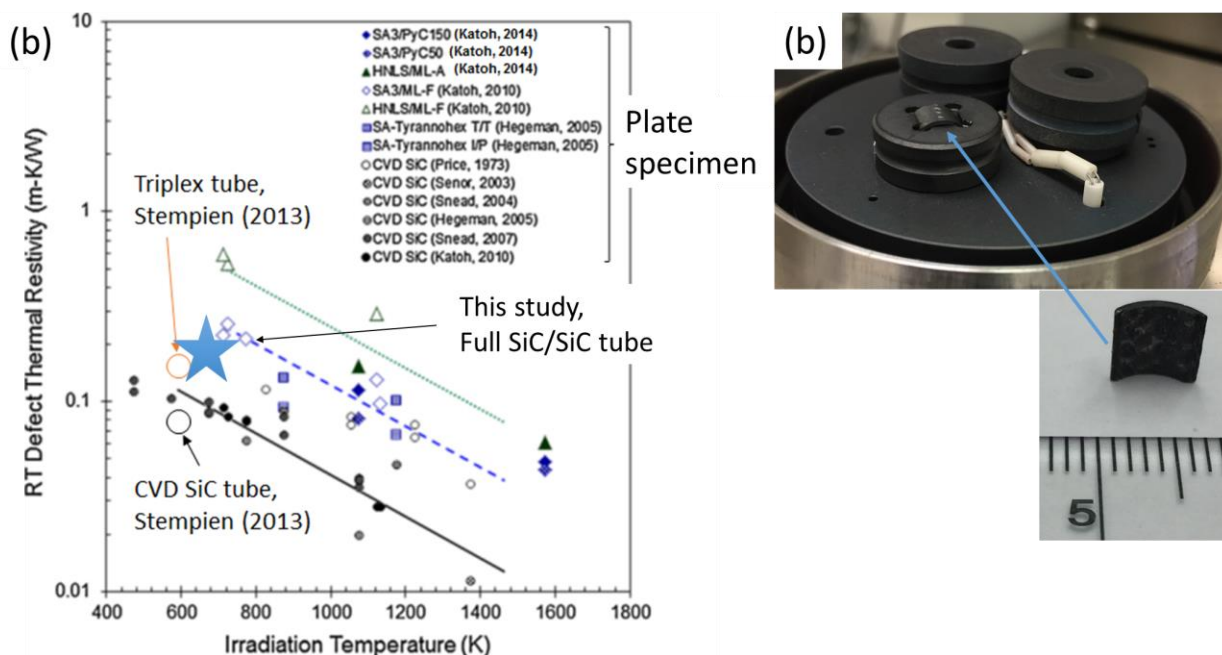 (b)
10
1
0.1
0.01
RT Defect Thermal Restivity (m-K/W)
400 600 800 1000 1200 1400 1600 1800
Irradiation Temperature (K)
SA3/PyC150 (Katoh, 2014)
SA3/PyC50 (Katoh, 2014)
HNLS/ML-A (Katoh, 2014)
SA3/ML-F (Katoh, 2010)
HNLS/ML-F (Katoh, 2010)
SA-Tyrannohex T/T (Hegeman, 2005)
SA-Tyrannohex I/P (Hegeman, 2005)
CVD SiC (Price, 1973)
CVD SiC (Senor, 2003)
CVD SiC (Snead, 2004)
CVD SiC (Hegeman, 2005)
CVD SiC (Snead, 2007)
CVD SiC (Katoh, 2010)
Plate
specimen
Triplex tube,
Stempien (2013)
This study,
Full SiC/SiC tube
CVD SiC tube,
Stempien (2013)
(b)
5